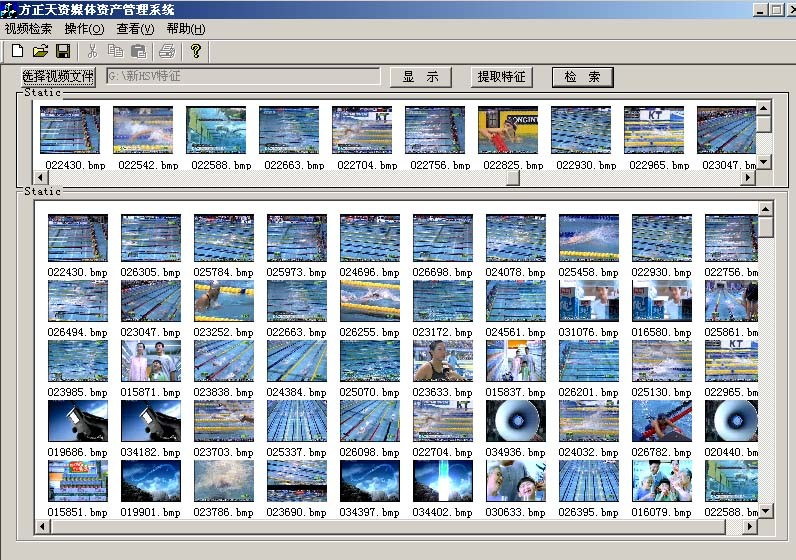 方正天资媒体资产管理系统
视频检索 操作(O) 查看(V) 帮助(H)
选择视频文件 G:\新HSV特征 显 示 提取特征 检 索
Static
022430.bmp 022542.bmp 022588.bmp 022663.bmp 022704.bmp 022756.bmp 022825.bmp 022930.bmp 022965.bmp 023047.bm
Static
022430.bmp 026305.bmp 025784.bmp 025973.bmp 024696.bmp 026698.bmp 024078.bmp 025458.bmp 022930.bmp 022756.bmp
026494.bmp 023047.bmp 023252.bmp 022663.bmp 026255.bmp 023172.bmp 024561.bmp 031076.bmp 016580.bmp 025861.bmp
023985.bmp 015871.bmp 023838.bmp 024384.bmp 025070.bmp 023633.bmp 015837.bmp 026201.bmp 025130.bmp 022965.bmp
019686.bmp 034182.bmp 023703.bmp 025337.bmp 026098.bmp 022704.bmp 034936.bmp 024032.bmp 026782.bmp 020440.bmp
015851.bmp 019901.bmp 023786.bmp 023690.bmp 034397.bmp 034402.bmp 030633.bmp 026395.bmp 016079.bmp 022588.bmp